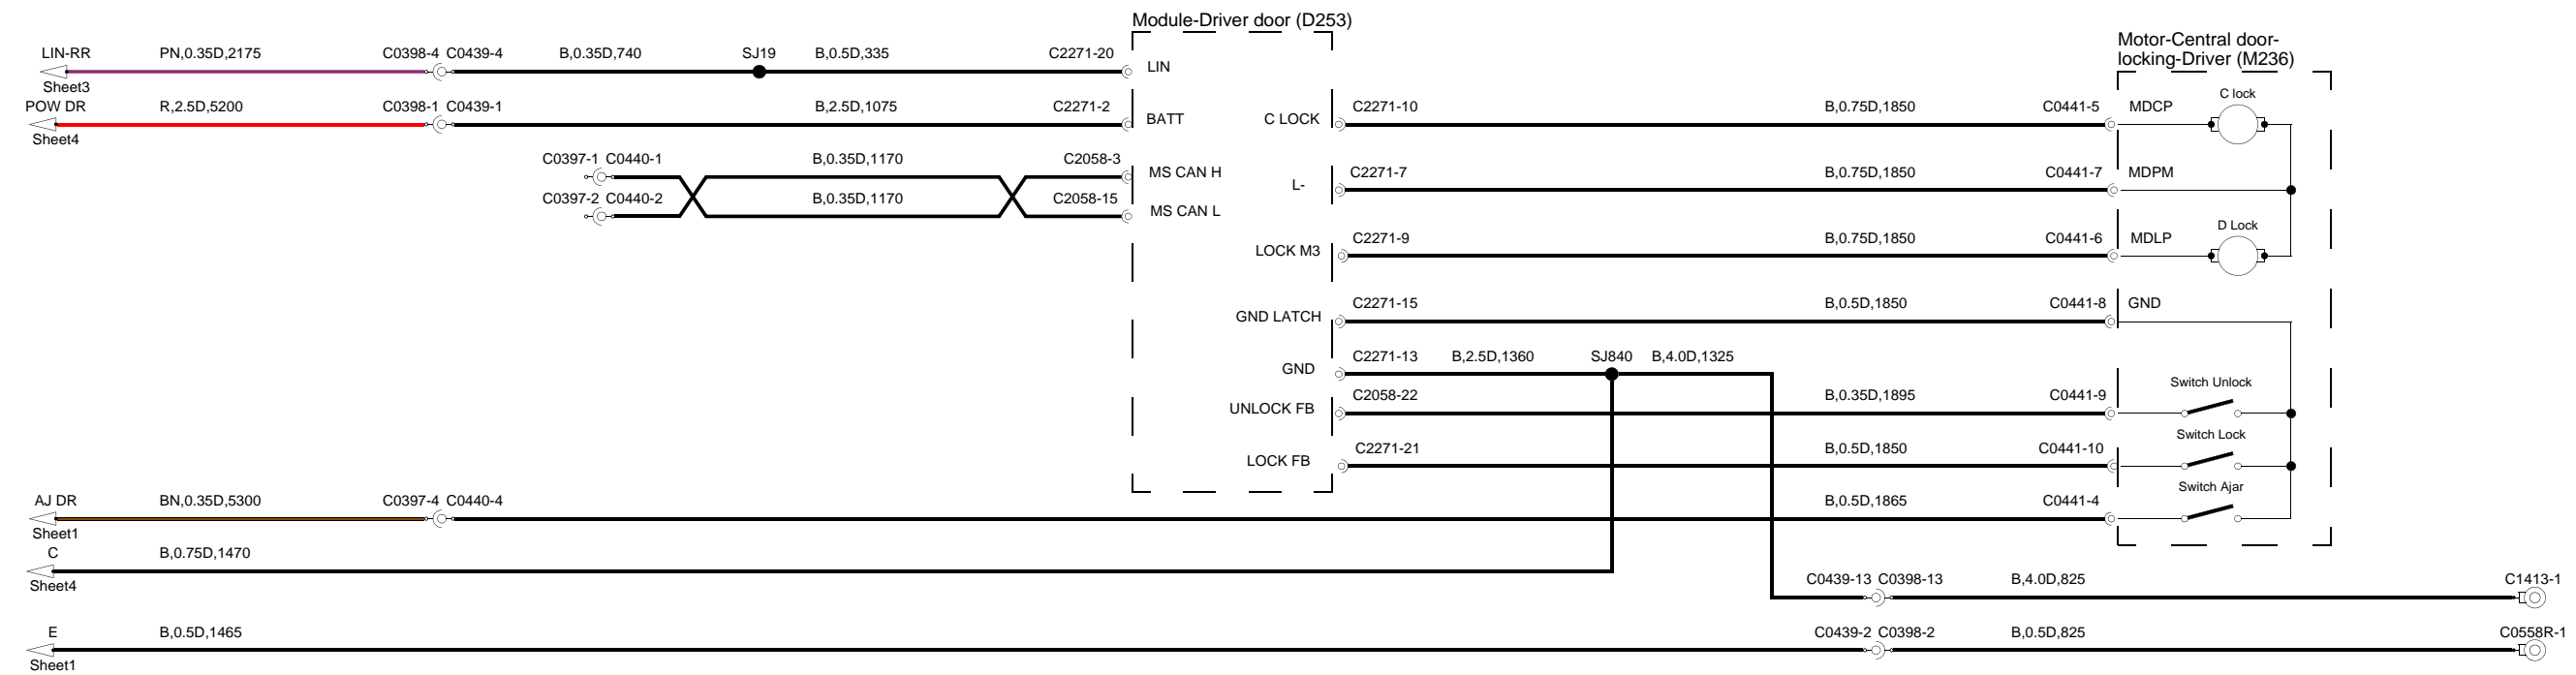 Module-Driver door (D253)
Motor-Central door-
locking-Driver (M236)
LIN-RR PN,0.35D,2175 C0398-4 C0439-4 B,0.35D,740 SJ19 B,0.5D,335 C2271-20
LIN
Sheet3
POW DR R,2.5D,5200 C0398-1 C0439-1 B,2.5D,1075 C2271-2
BATT
Sheet4
C LOCK C2271-10 B,0.75D,1850 C0441-5 MDCP C lock
C0397-1 C0440-1 B,0.35D,1170 C2058-3
MS CAN H
L- C2271-7 B,0.75D,1850 C0441-7 MDPM
C0397-2 C0440-2 B,0.35D,1170 C2058-15
MS CAN L
LOCK M3 C2271-9 B,0.75D,1850 C0441-6 MDLP D Lock
GND LATCH C2271-15 B,0.5D,1850 C0441-8 GND
GND C2271-13 B,2.5D,1360 SJ840 B,4.0D,1325
UNLOCK FB C2058-22 B,0.35D,1895 C0441-9 Switch Unlock
LOCK FB C2271-21 B,0.5D,1850 C0441-10 Switch Lock
AJ DR BN,0.35D,5300 C0397-4 C0440-4 B,0.5D,1865 C0441-4 Switch Ajar
Sheet1
C B,0.75D,1470
Sheet4
C0439-13 C0398-13 B,4.0D,825 C1413-1
E B,0.5D,1465 C0439-2 C0398-2 B,0.5D,825 C0558R-1
Sheet1